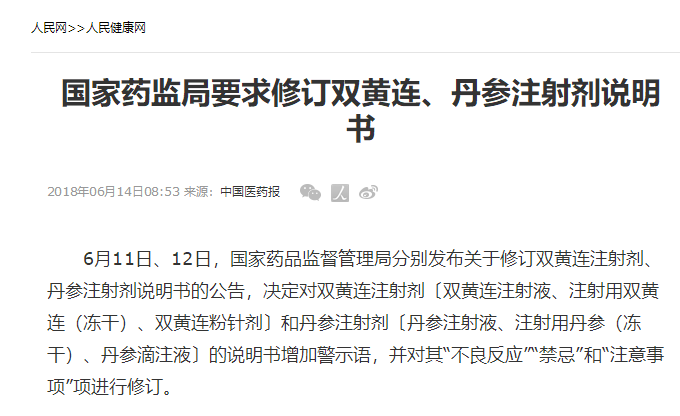 人民网>>人民健康网
国家药监局要求修订双黄连、丹参注射剂说明
书
2018年06月14日08:53 来源：中国医药报
人
6月11日、12日，国家药品监督管理局分别发布关于修订双黄连注射剂、
丹参注射剂说明书的公告，决定对双黄连注射剂〔双黄连注射液、注射用双黄
连（冻干）、双黄连粉针剂〕和丹参注射剂〔丹参注射液、注射用丹参（冻
干）、丹参滴注液〕的说明书增加警示语，并对其“不良反应”“禁忌”和“注意事
项”项进行修订。